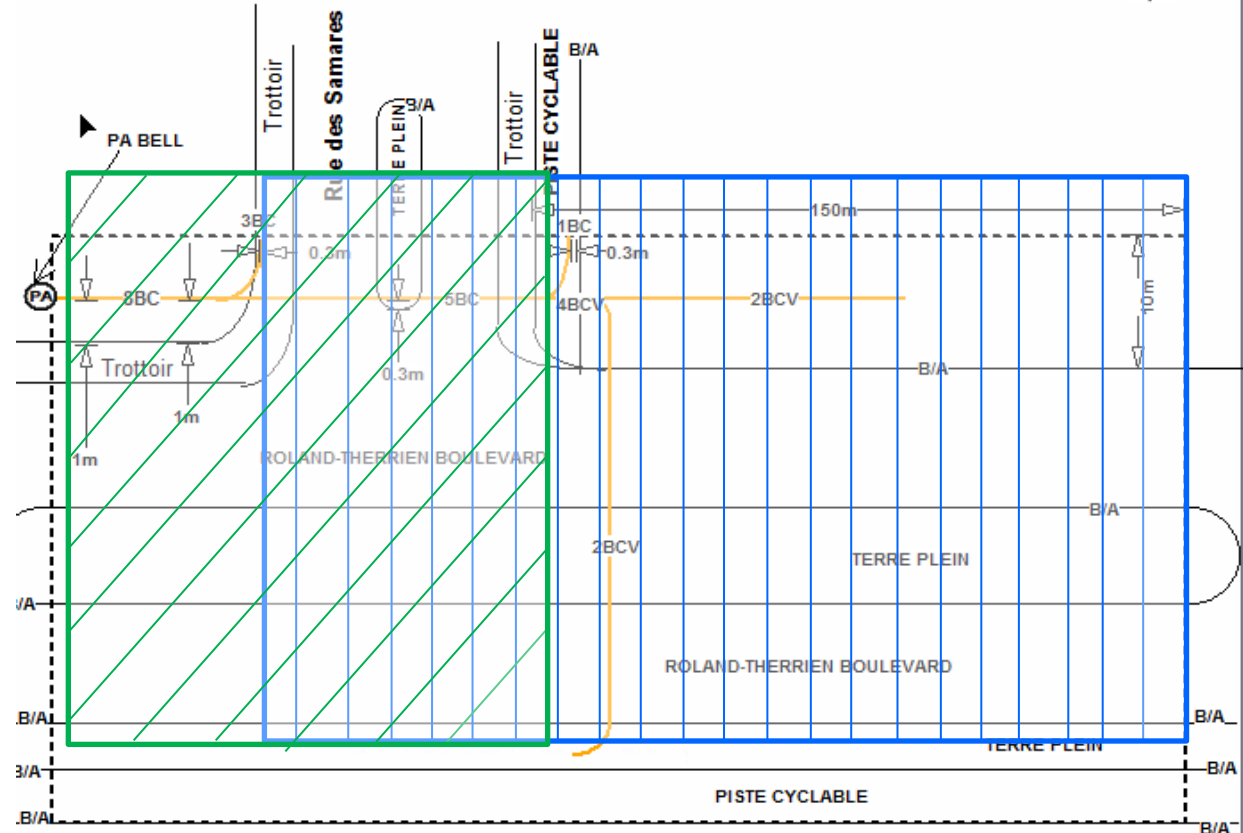 Trottoir
Rue des Samares
TERRE PLEIN
B/A
Trottoir
PISTE CYCLABLE
B/A
PA BELL
150m
3BC
1BC
0.3m
0.3m
PA
3BC
5BC
4BCV
2BCV
10m
Trottoir
0.3m
B/A
1m
1m
ROLAND-THERRIEN BOULEVARD
B/A
2BCV
TERRE PLEIN
/A
ROLAND-THERRIEN BOULEVARD
B/A
B/A
TERRE PLEIN
B/A
B/A
PISTE CYCLABLE
B/A
B/A